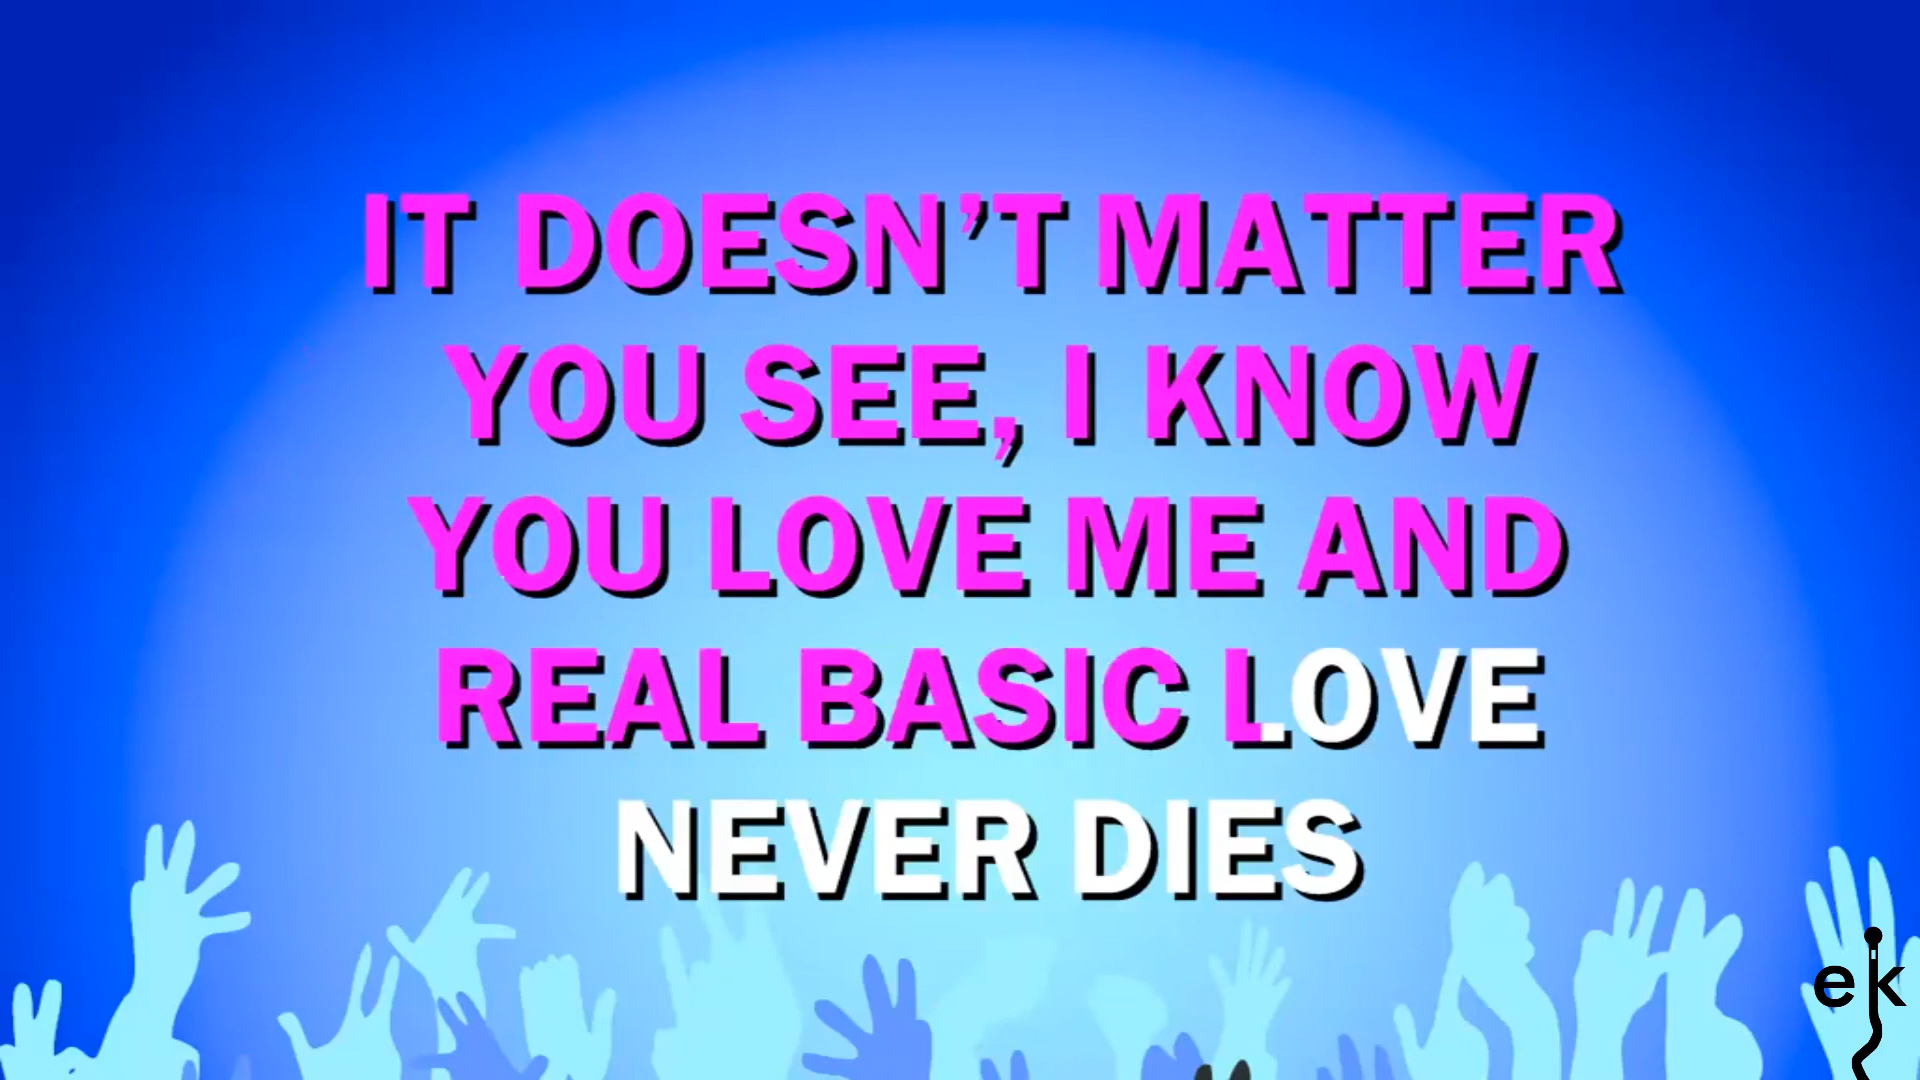 IT DOESN’T MATTER
YOU SEE, I KNOW
YOU LOVE ME AND
REAL BASIC LOVE
NEVER DIES
ek